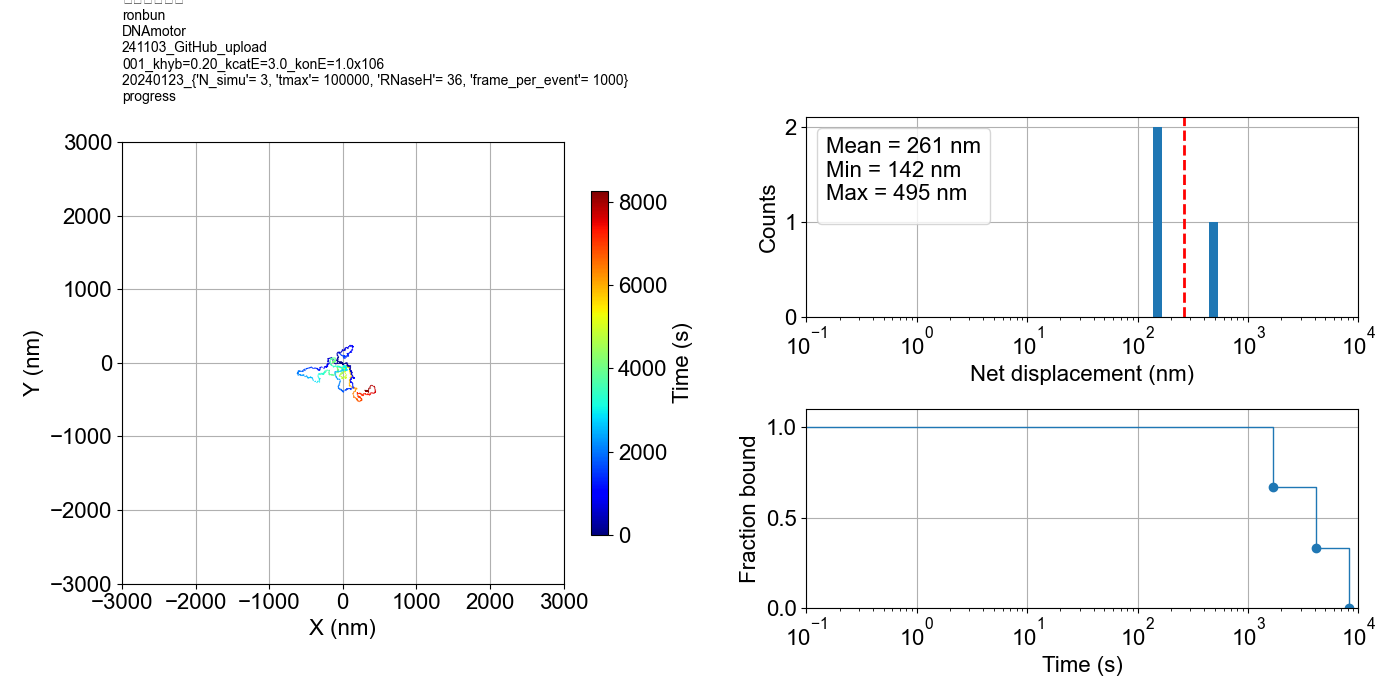 ronbun
DNAmotor
241103_GitHub_upload
001_khyb=0.20_kcatE=3.0_konE=1.0x106
20240123_{'N_simu'= 3, 'tmax'= 100000, 'RNaseH'= 36, 'frame_per_event'= 1000}
progress
3000
2000
1000
0
−1000
−2000
−3000
Y (nm)
−3000 −2000 −1000 0 1000 2000 3000
X (nm)
8000
6000
4000
2000
0
Time (s)
2
1
0
Counts
Mean = 261 nm
Min = 142 nm
Max = 495 nm
10⁻¹ 10⁰ 10¹ 10² 10³ 10⁴
Net displacement (nm)
1.0
0.5
0.0
Fraction bound
10⁻¹ 10⁰ 10¹ 10² 10³ 10⁴
Time (s)